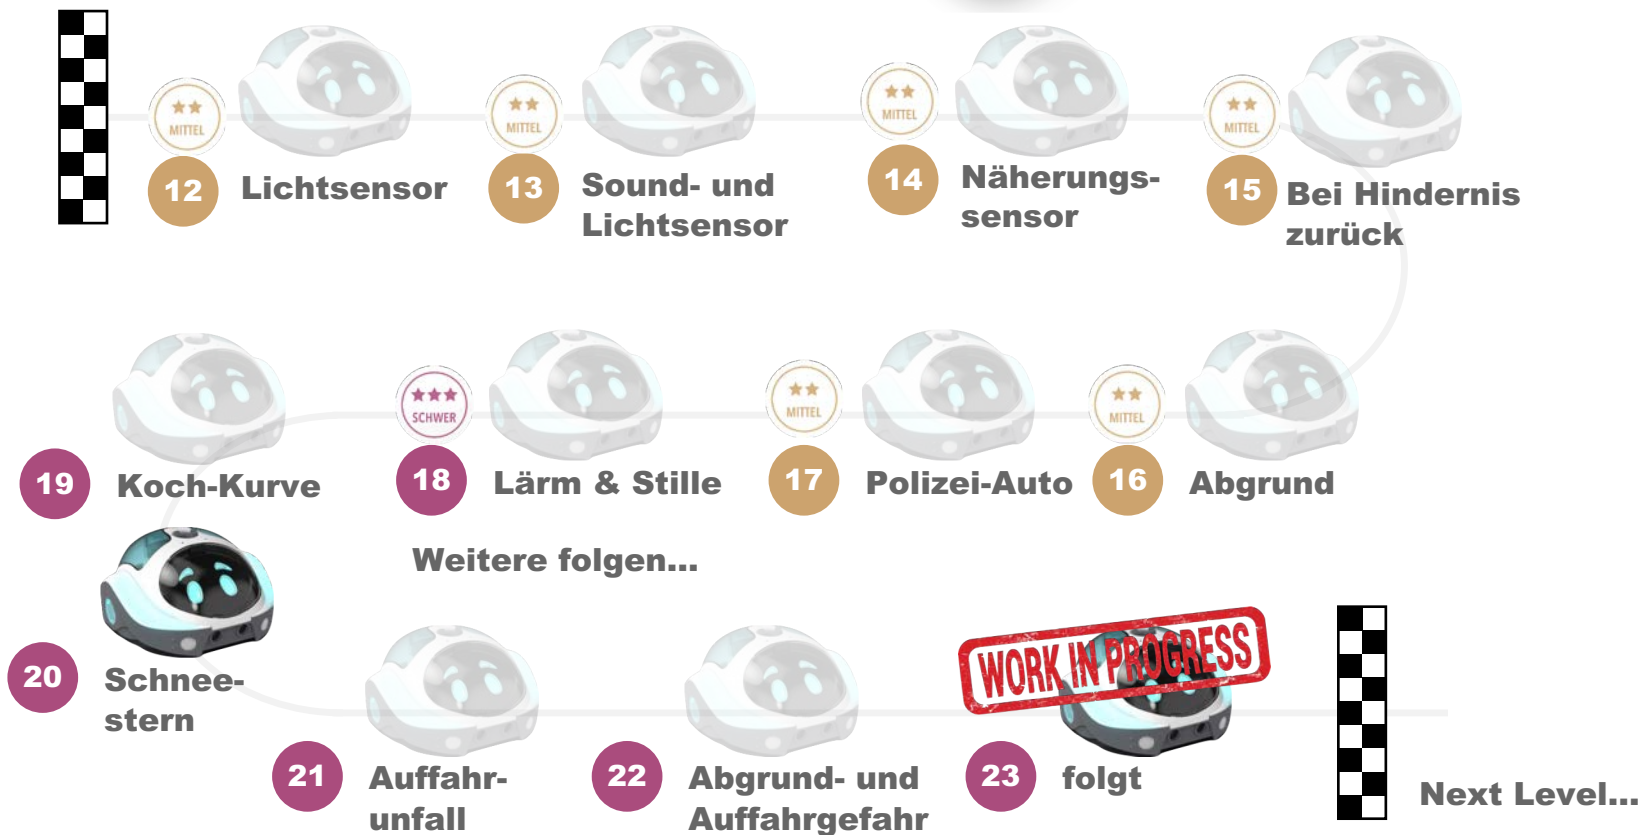 MITTEL
12
Lichtsensor
MITTEL
13
Sound- und
Lichtsensor
MITTEL
14
Näherungs-
sensor
MITTEL
15
Bei Hindernis
zurück
19
Koch-Kurve
SCHWER
18
Lärm & Stille
MITTEL
17
Polizei-Auto
MITTEL
16
Abgrund
Weitere folgen...
20
Schnee-
stern
21
Auffahr-
unfall
22
Abgrund- und
Auffahrgefahr
WORK IN PROGRESS
23
folgt
Next Level...